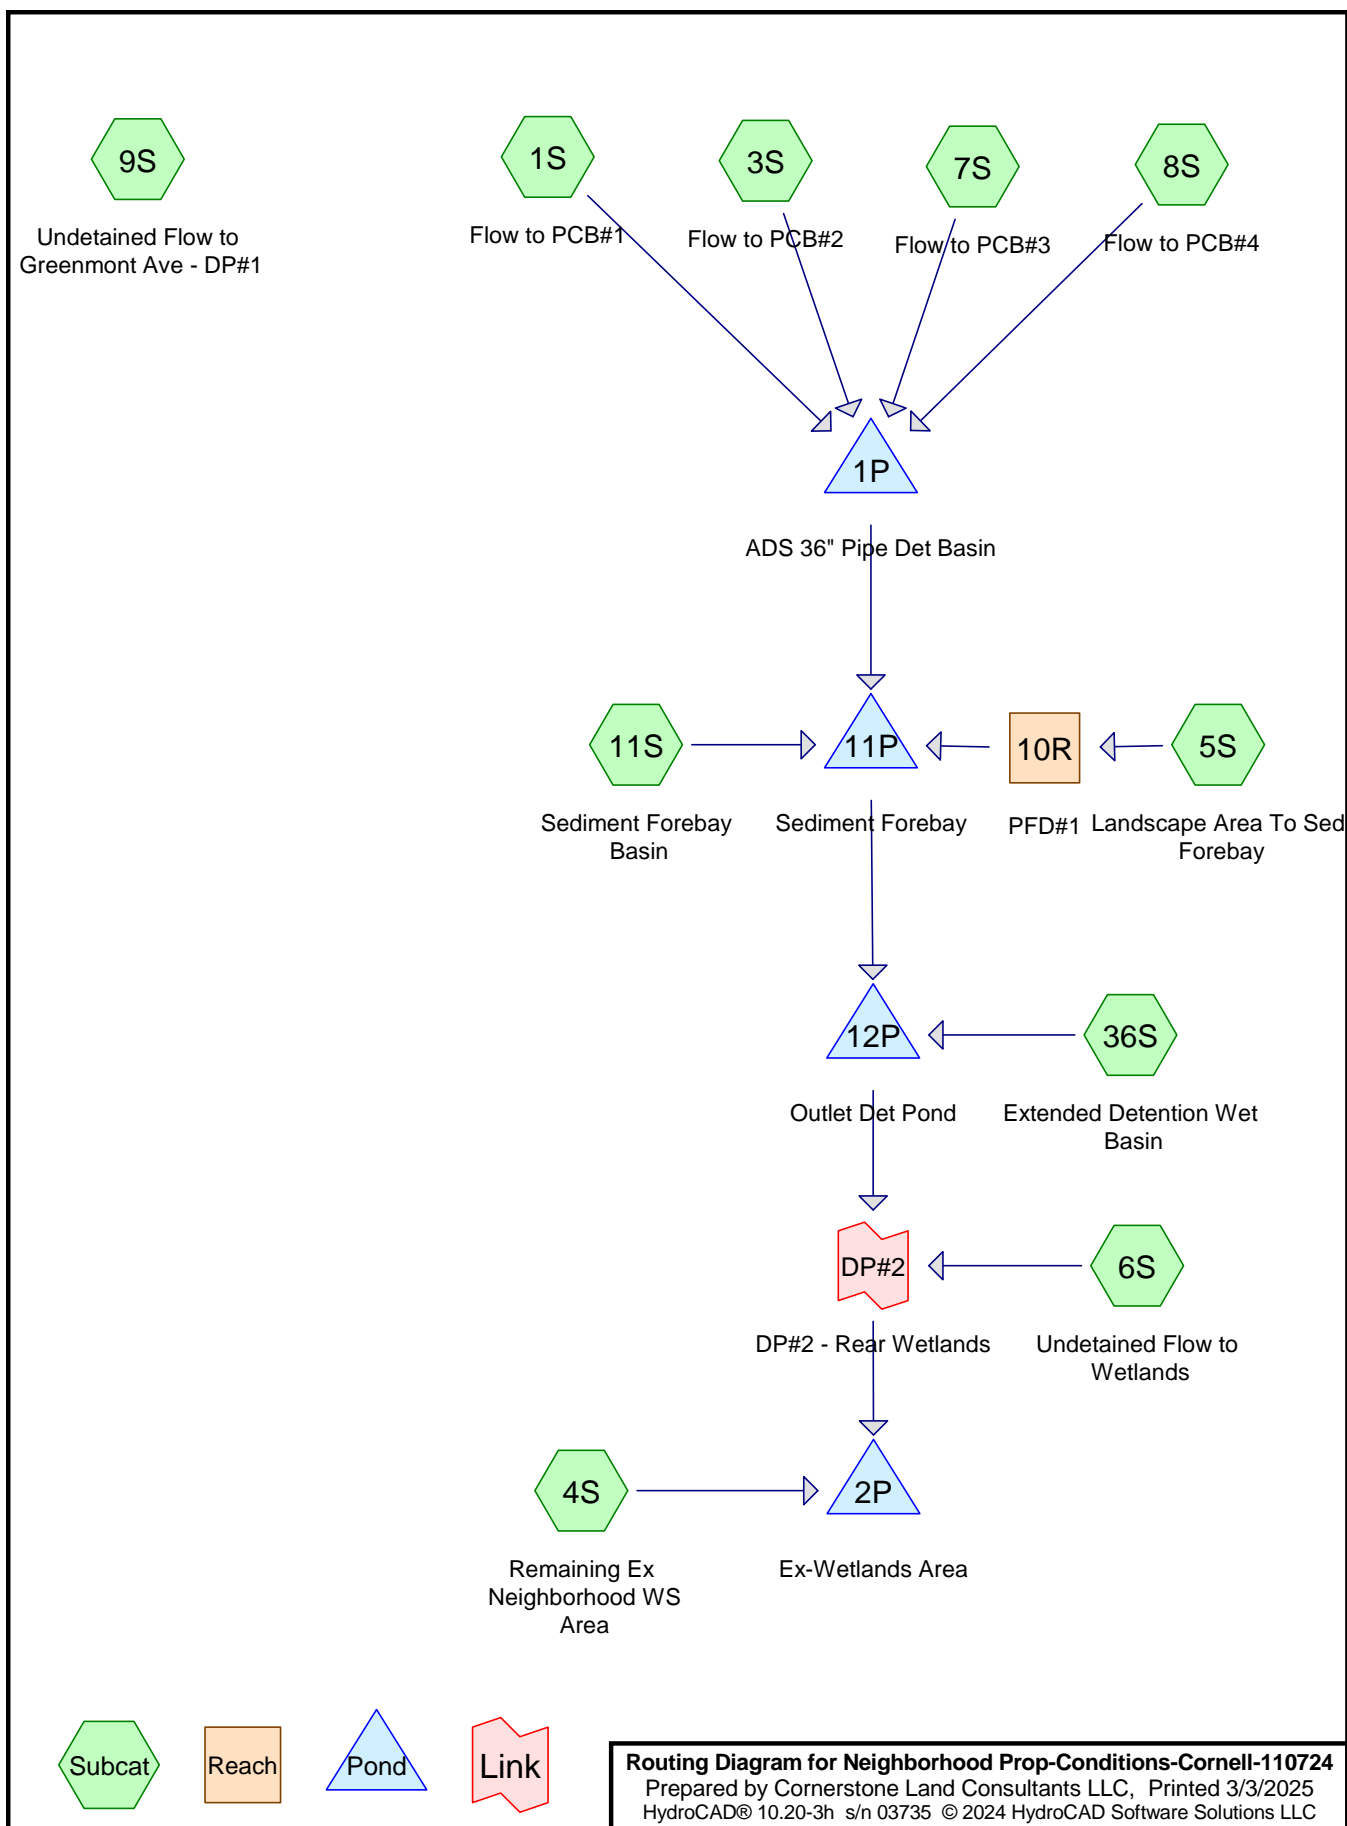 9S
Undetained Flow to
Greenmont Ave - DP#1
1S
Flow to PCB#1
3S
Flow to PCB#2
7S
Flow to PCB#3
8S
Flow to PCB#4
1P
ADS 36" Pipe Det Basin
11S
Sediment Forebay
Basin
11P
Sediment Forebay
10R
PFD#1
5S
Landscape Area To Sed
Forebay
12P
Outlet Det Pond
36S
Extended Detention Wet
Basin
DP#2
DP#2 - Rear Wetlands
6S
Undetained Flow to
Wetlands
4S
Remaining Ex
Neighborhood WS
Area
2P
Ex-Wetlands Area
Subcat
Reach
Pond
Link
Routing Diagram for Neighborhood Prop-Conditions-Cornell-110724
Prepared by Cornerstone Land Consultants LLC, Printed 3/3/2025
HydroCAD® 10.20-3h s/n 03735 © 2024 HydroCAD Software Solutions LLC